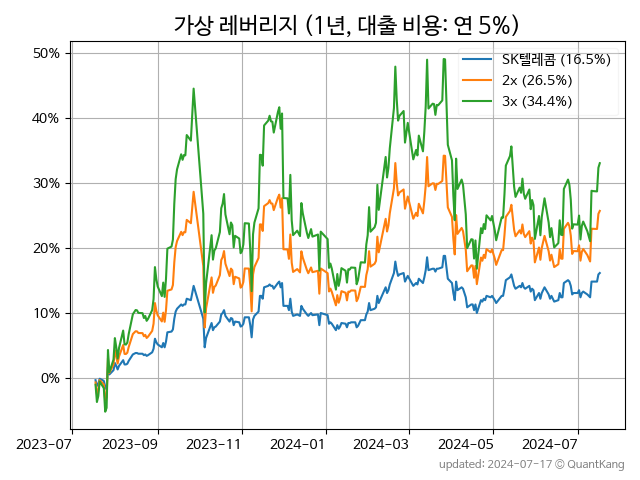 가상 레버리지 (1년, 대출 비용: 연 5%)
50%
40%
30%
20%
10%
0%
SK텔레콤 (16.5%)
2x (26.5%)
3x (34.4%)
2023-07 2023-09 2023-11 2024-01 2024-03 2024-05 2024-07
updated: 2024-07-17 © QuantKang